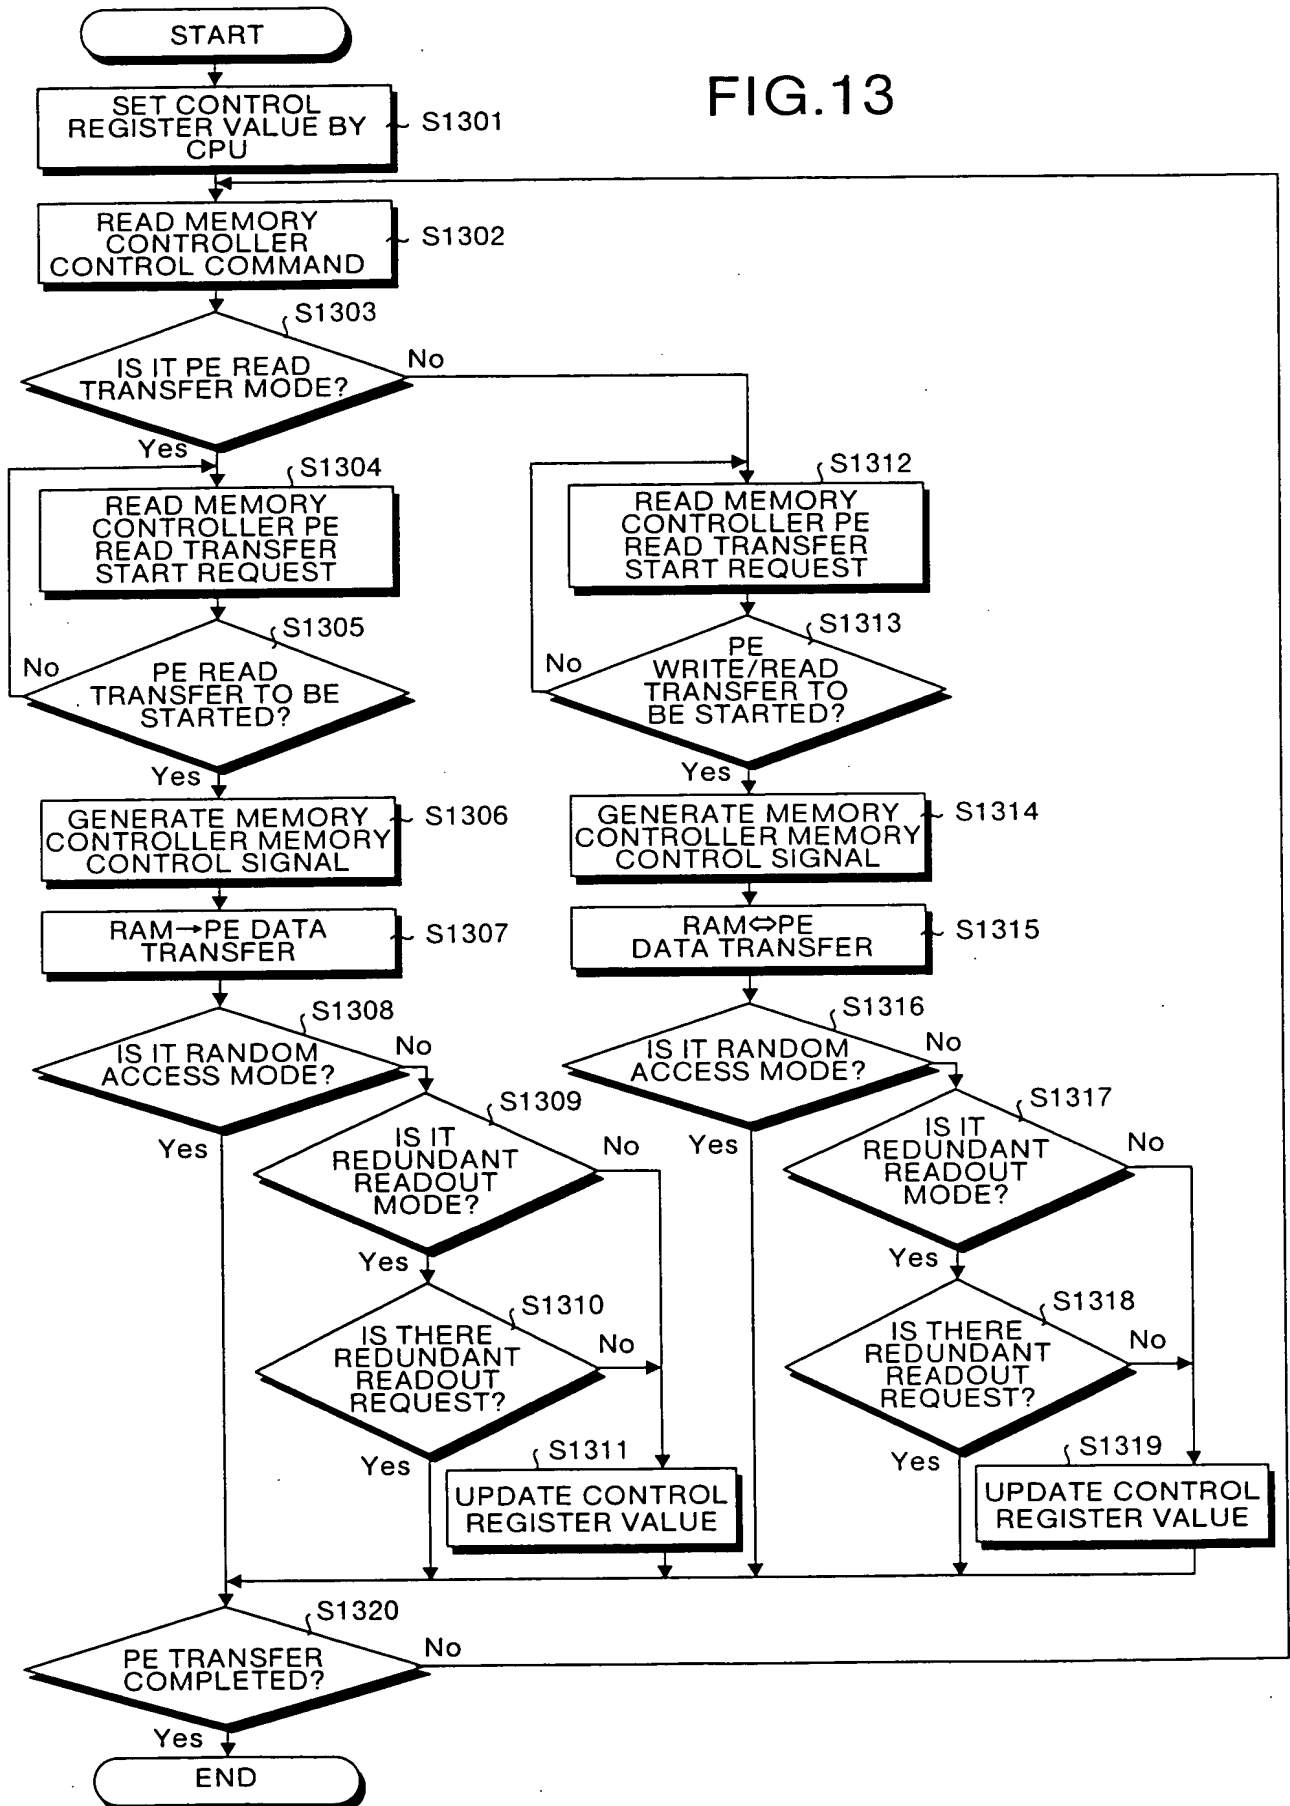 START
FIG.13
SET CONTROL
REGISTER VALUE BY
CPU
S1301
READ MEMORY
CONTROLLER
CONTROL COMMAND
S1302
S1303
IS IT PE READ
TRANSFER MODE?
No
Yes
S1304
READ MEMORY
CONTROLLER PE
READ TRANSFER
START REQUEST
S1305
No
PE READ
TRANSFER TO BE
STARTED?
Yes
GENERATE MEMORY
CONTROLLER MEMORY
CONTROL SIGNAL
S1306
RAM→PE DATA
TRANSFER
S1307
S1308
IS IT RANDOM
ACCESS MODE?
No
Yes
S1309
IS IT
REDUNDANT
READOUT
MODE?
No
Yes
S1310
IS THERE
REDUNDANT
READOUT
REQUEST?
No
Yes
S1311
UPDATE CONTROL
REGISTER VALUE
S1312
READ MEMORY
CONTROLLER PE
READ TRANSFER
START REQUEST
S1313
No
PE
WRITE/READ
TRANSFER TO
BE STARTED?
Yes
GENERATE MEMORY
CONTROLLER MEMORY
CONTROL SIGNAL
S1314
RAM⇔PE
DATA TRANSFER
S1315
S1316
IS IT RANDOM
ACCESS MODE?
No
Yes
S1317
IS IT
REDUNDANT
READOUT
MODE?
No
Yes
S1318
IS THERE
REDUNDANT
READOUT
REQUEST?
No
Yes
S1319
UPDATE CONTROL
REGISTER VALUE
S1320
PE TRANSFER
COMPLETED?
No
Yes
END